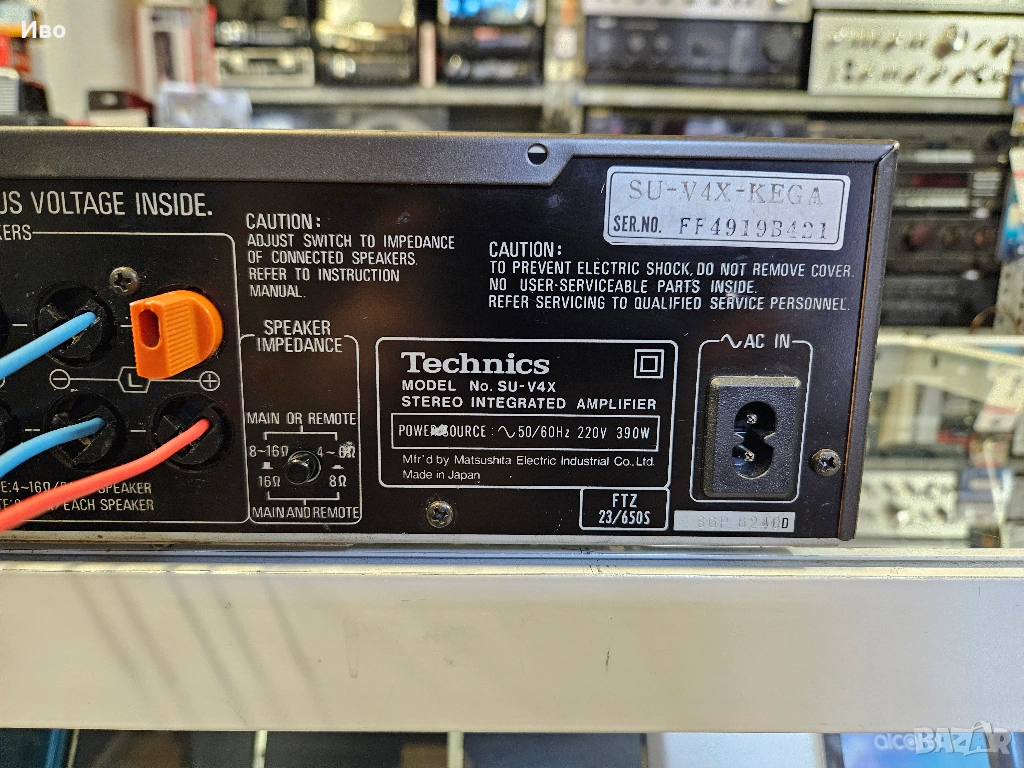 Иво
US VOLTAGE INSIDE.
KERS
CAUTION:
ADJUST SWITCH TO IMPEDANCE
OF CONNECTED SPEAKERS.
REFER TO INSTRUCTION
MANUAL.
SU-V4X-KEGA
SER.NO. FF4919B421
CAUTION:
TO PREVENT ELECTRIC SHOCK, DO NOT REMOVE COVER.
NO USER-SERVICEABLE PARTS INSIDE.
REFER SERVICING TO QUALIFIED SERVICE PERSONNEL.
L
SPEAKER
IMPEDANCE
MAIN OR REMOTE
8~16Ω 4~
16Ω 8Ω
MAIN AND REMOTE
E:4~16Ω/ SPEAKER
/EACH SPEAKER
Technics
MODEL No. SU-V4X
STEREO INTEGRATED AMPLIFIER
POWER SOURCE: ∿50/60Hz 220V 390W
Mfr'd by Matsushita Electric Industrial Co., Ltd.
Made in Japan
FTZ
23/650S
∿AC IN
BAZAR